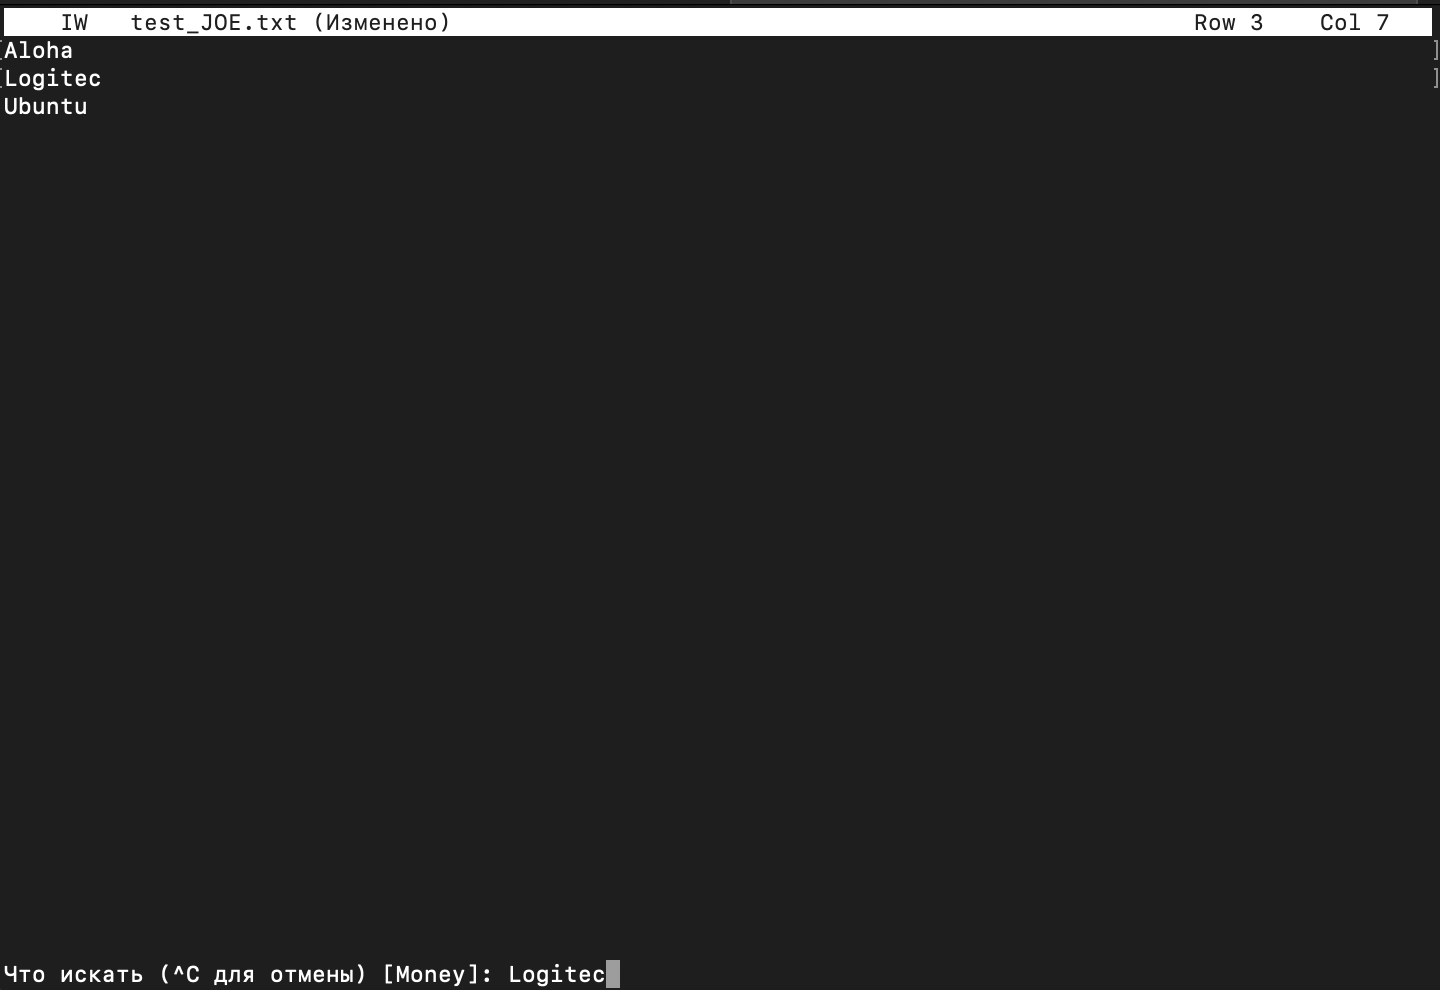 IW test_JOE.txt (Изменено) Row 3 Col 7
Aloha
Logitec
Ubuntu
Что искать (^C для отмены) [Money]: Logitec